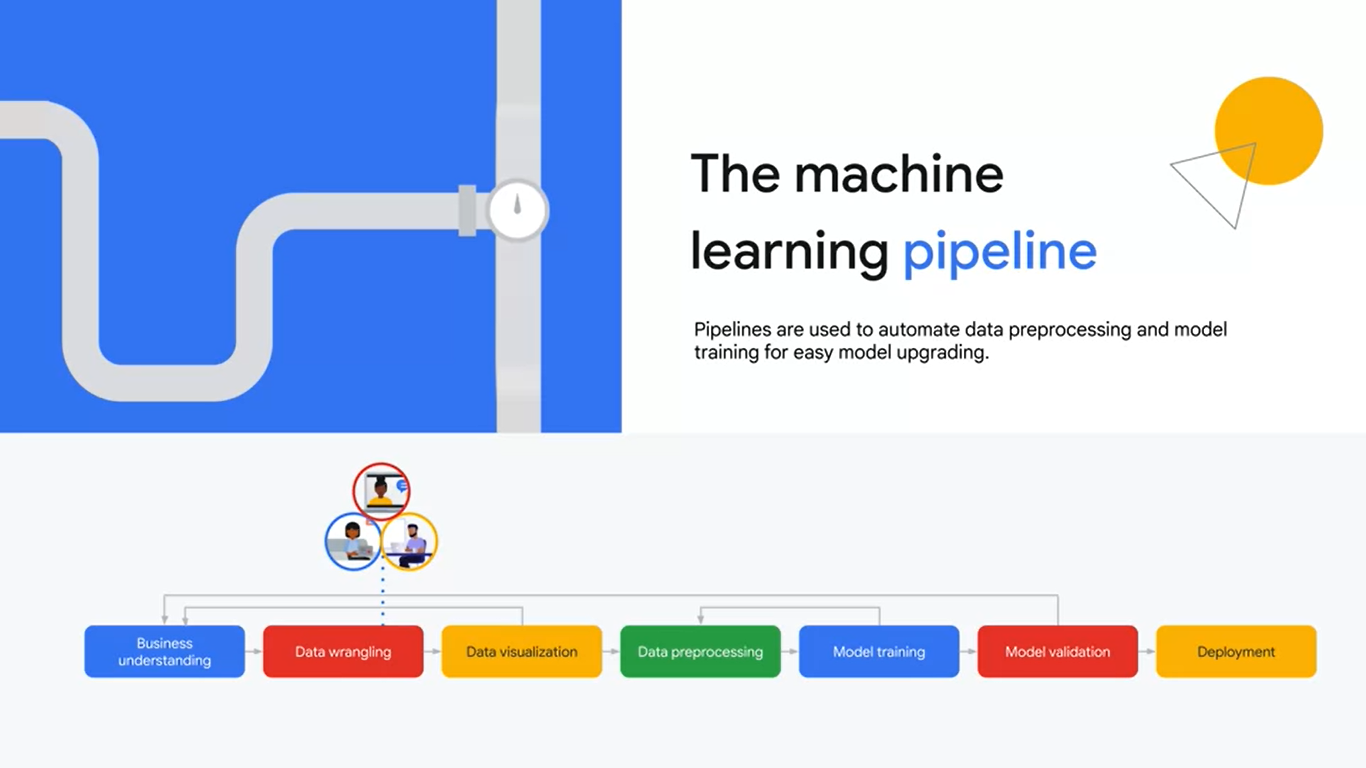 The machine
learning pipeline
Pipelines are used to automate data preprocessing and model
training for easy model upgrading.
Business
understanding
Data wrangling
Data visualization
Data preprocessing
Model training
Model validation
Deployment